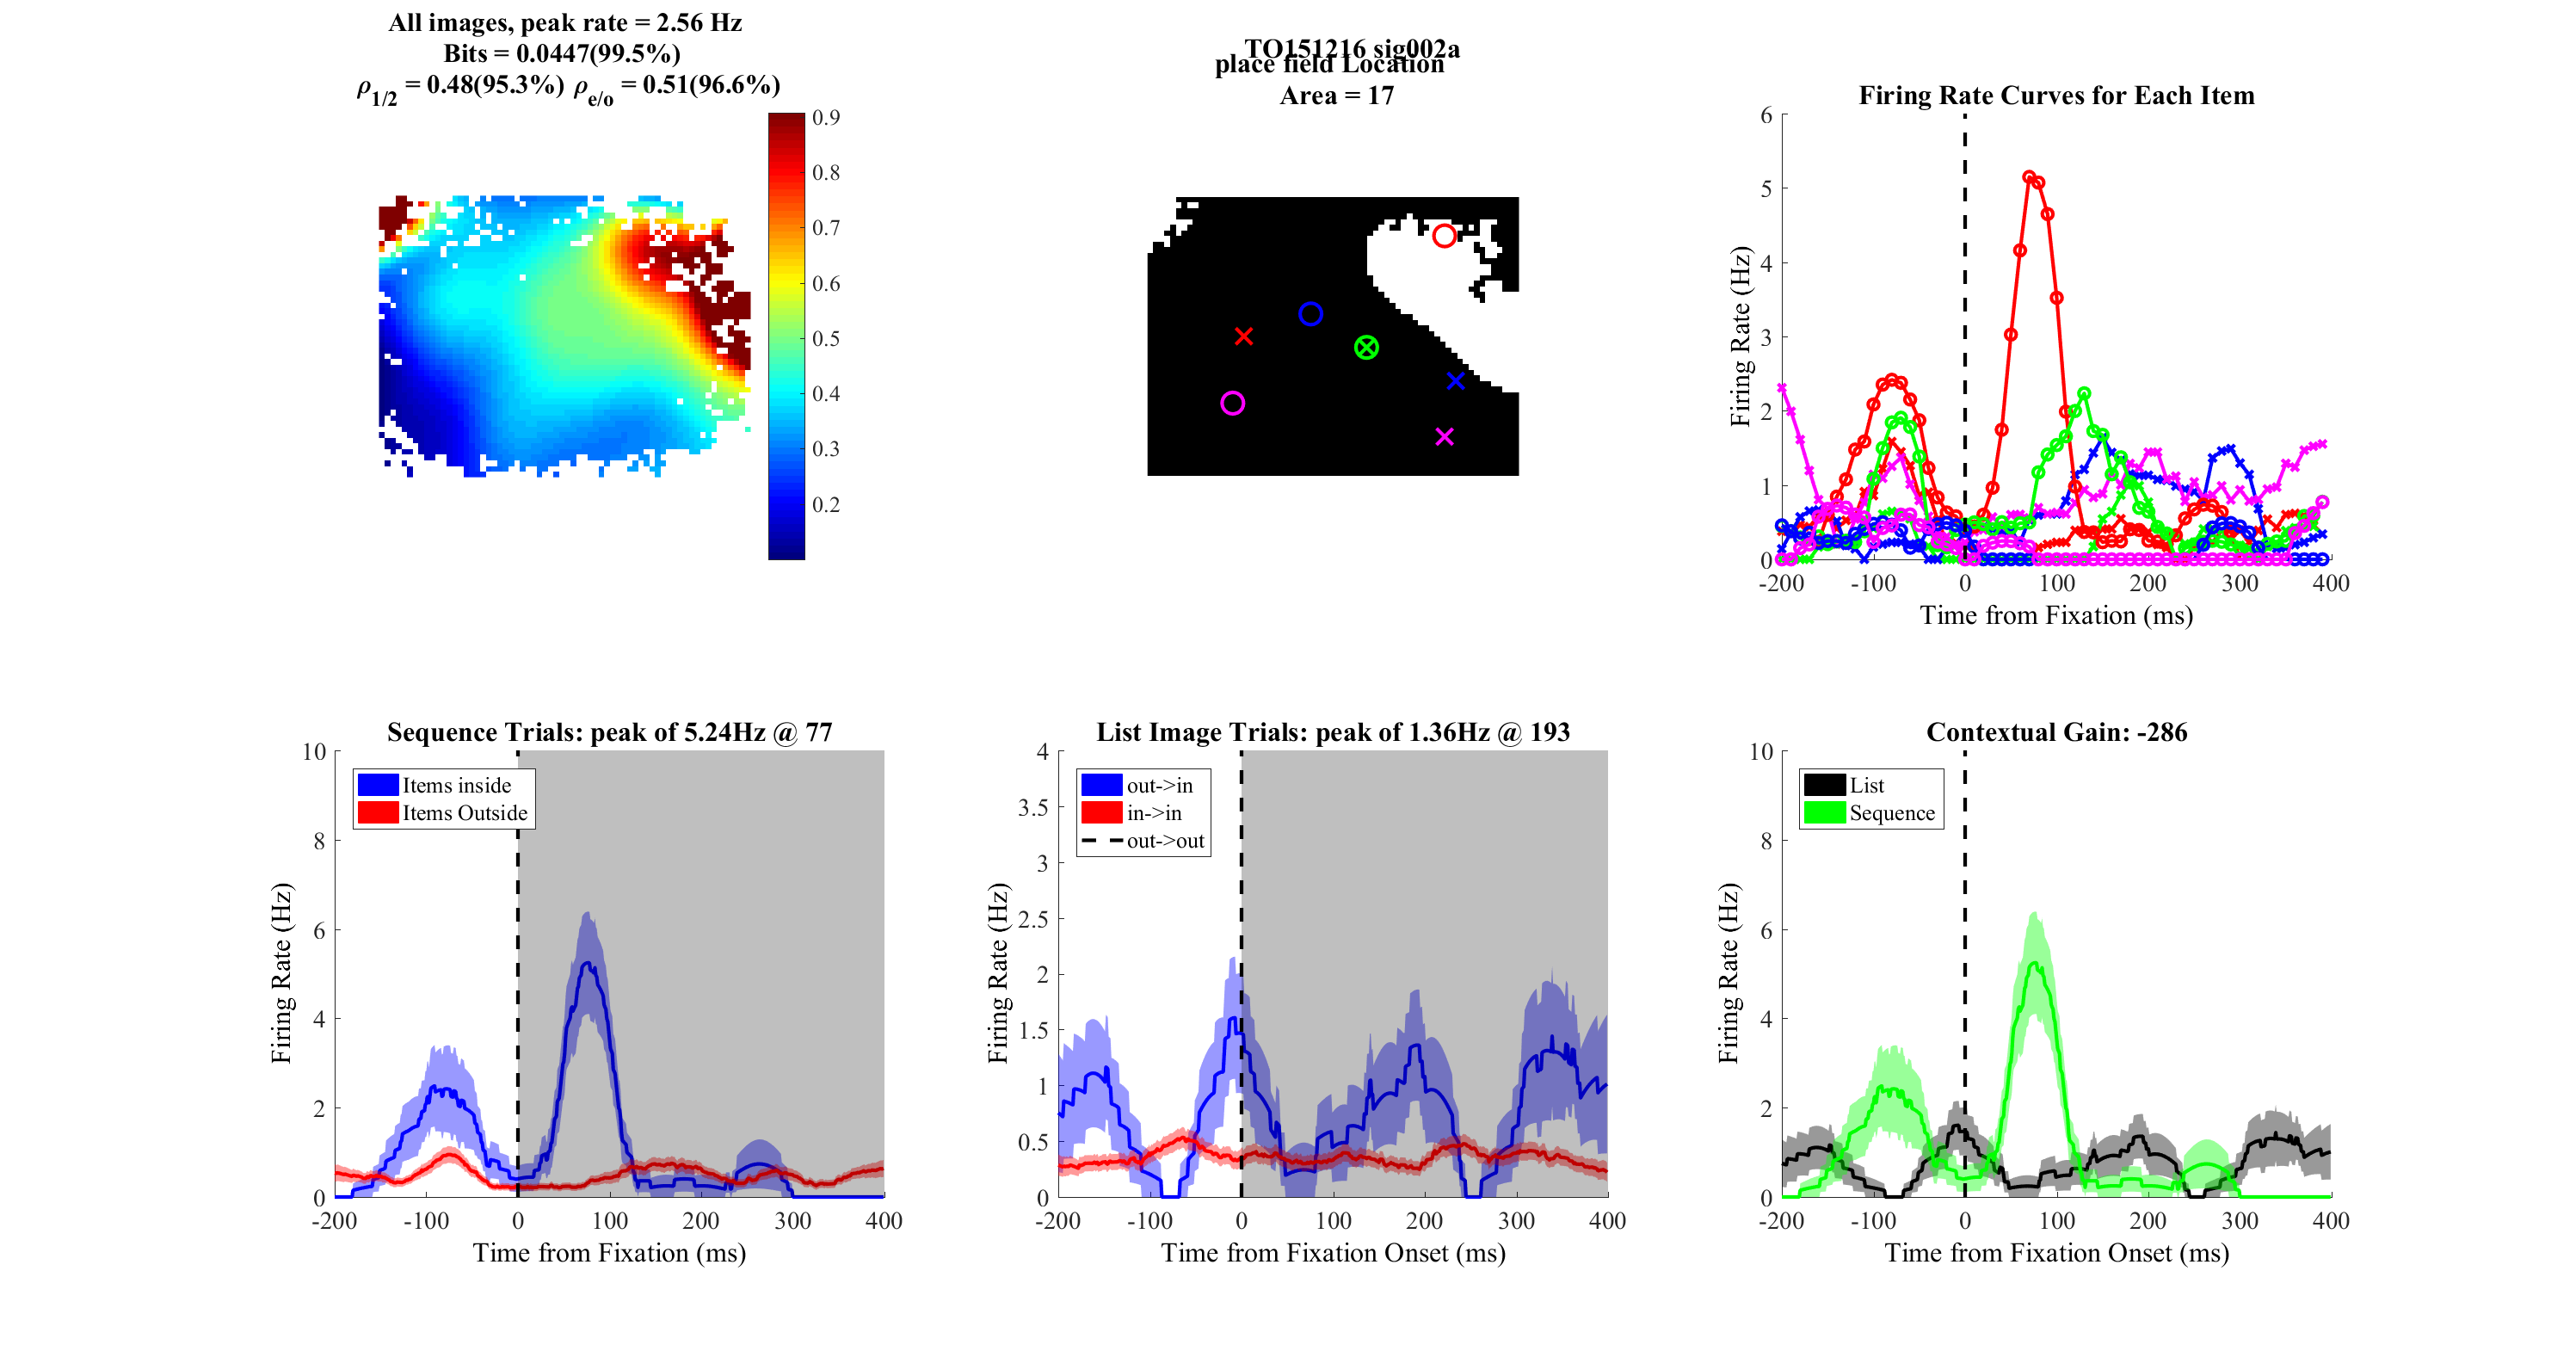 All images, peak rate = 2.56 Hz
Bits = 0.0447(99.5%)
ρ1/2 = 0.48(95.3%) ρe/o = 0.51(96.6%)
0.9
0.8
0.7
0.6
0.5
0.4
0.3
0.2
TO151216 sig002a
place field Location
Area = 17
Firing Rate Curves for Each Item
Firing Rate (Hz)
6
5
4
3
2
1
0
-200 -100 0 100 200 300 400
Time from Fixation (ms)
Sequence Trials: peak of 5.24Hz @ 77
Items inside
Items Outside
Firing Rate (Hz)
10
8
6
4
2
0
-200 -100 0 100 200 300 400
Time from Fixation (ms)
List Image Trials: peak of 1.36Hz @ 193
out->in
in->in
out->out
Firing Rate (Hz)
4
3.5
3
2.5
2
1.5
1
0.5
0
-200 -100 0 100 200 300 400
Time from Fixation Onset (ms)
Contextual Gain: -286
List
Sequence
Firing Rate (Hz)
10
8
6
4
2
0
-200 -100 0 100 200 300 400
Time from Fixation Onset (ms)